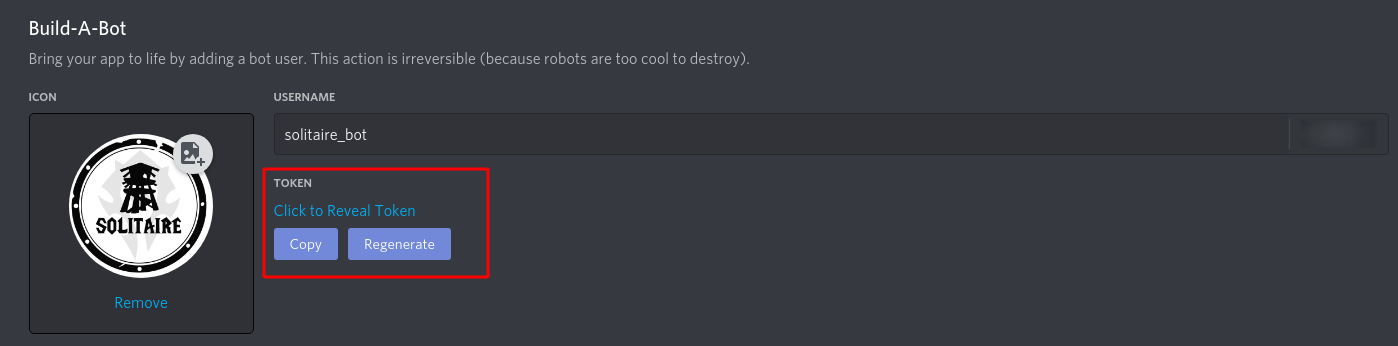 Build-A-Bot
Bring your app to life by adding a bot user. This action is irreversible (because robots are too cool to destroy).
ICON
USERNAME
solitaire_bot
SOLITAIRE
Remove
TOKEN
Click to Reveal Token
Copy
Regenerate